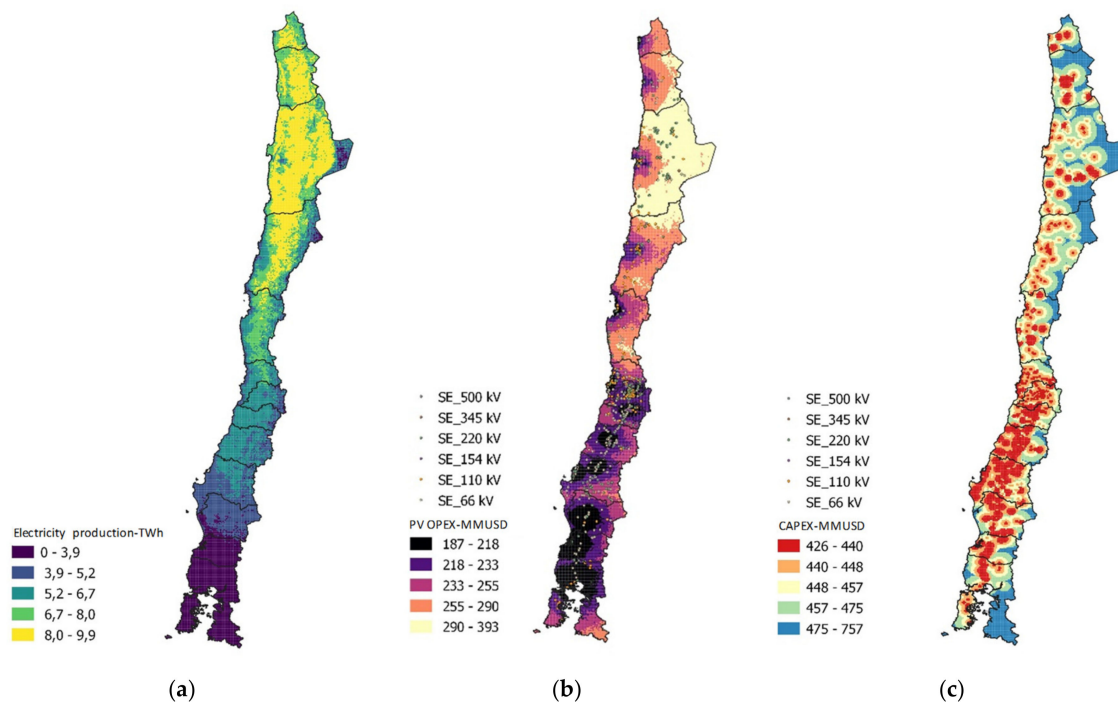 Electricity production-TWh
0 - 3,9
3,9 - 5,2
5,2 - 6,7
6,7 - 8,0
8,0 - 9,9
(a)
SE_500 kV
SE_345 kV
SE_220 kV
SE_154 kV
SE_110 kV
SE_66 kV
PV OPEX-MMUSD
187 - 218
218 - 233
233 - 255
255 - 290
290 - 393
(b)
SE_500 kV
SE_345 kV
SE_220 kV
SE_154 kV
SE_110 kV
SE_66 kV
CAPEX-MMUSD
426 - 440
440 - 448
448 - 457
457 - 475
475 - 757
(c)